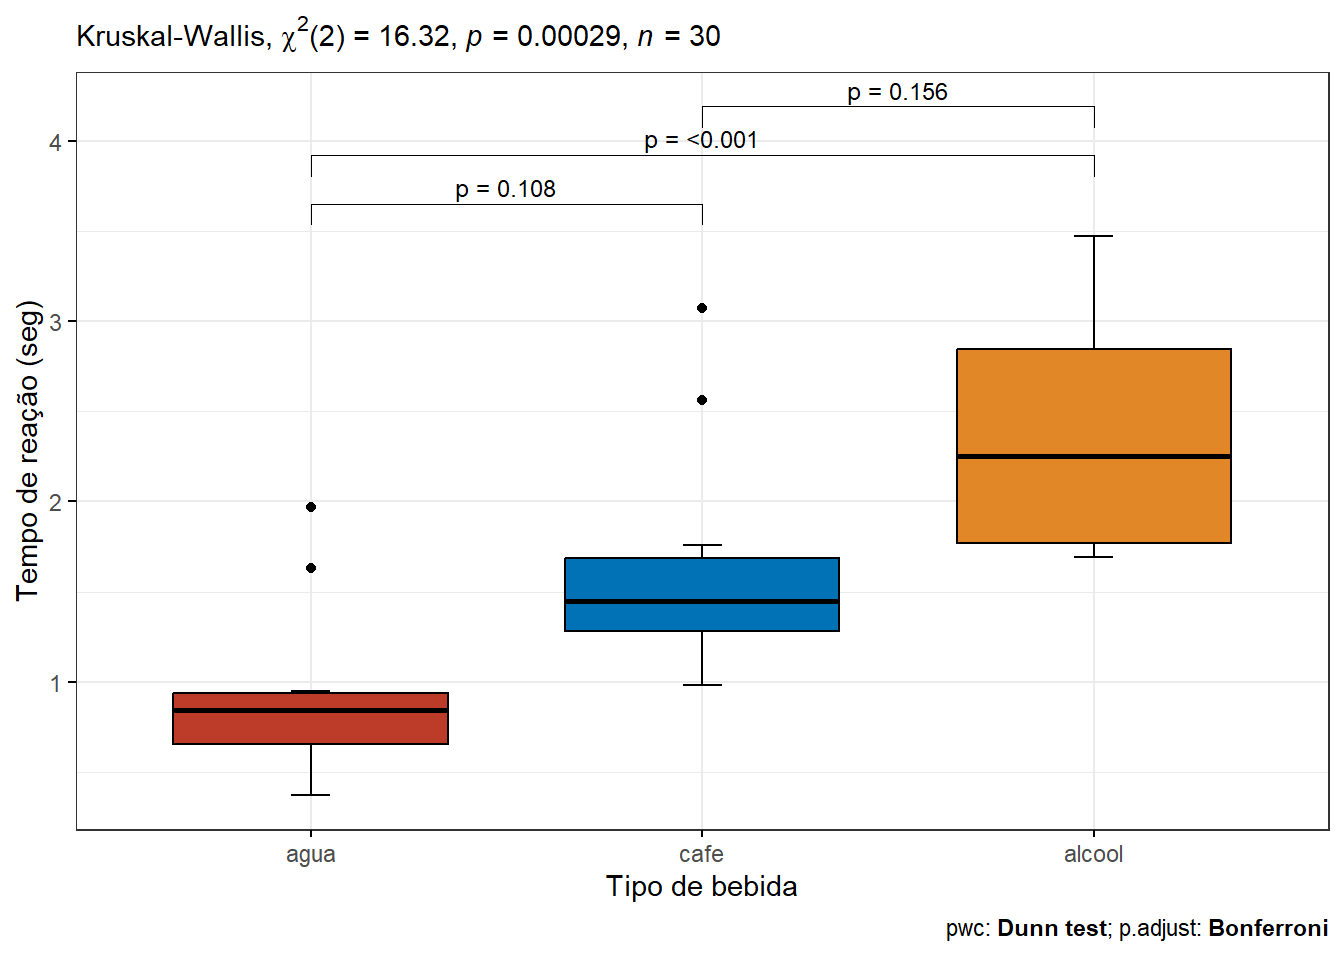 Kruskal-Wallis, χ²(2) = 16.32, p = 0.00029, n = 30
p = 0.156
p = <0.001
p = 0.108
4
3
2
1
Tempo de reação (seg)
agua cafe alcool
Tipo de bebida
pwc: Dunn test; p.adjust: Bonferroni